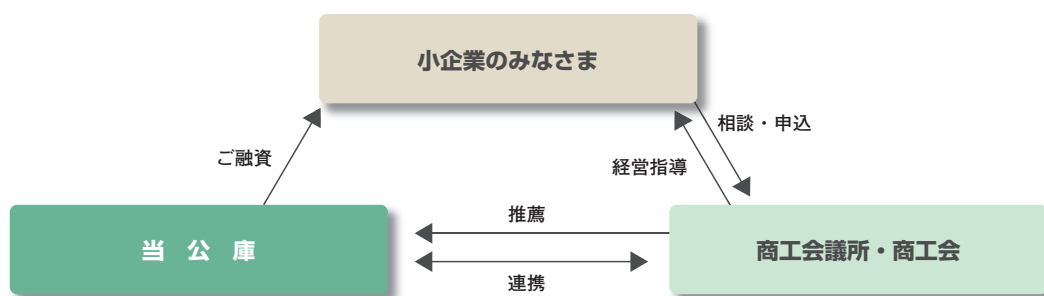 小企業のみなさま
相談・申込
ご融資
経営指導
推薦
当 公 庫
商工会議所・商工会
連携